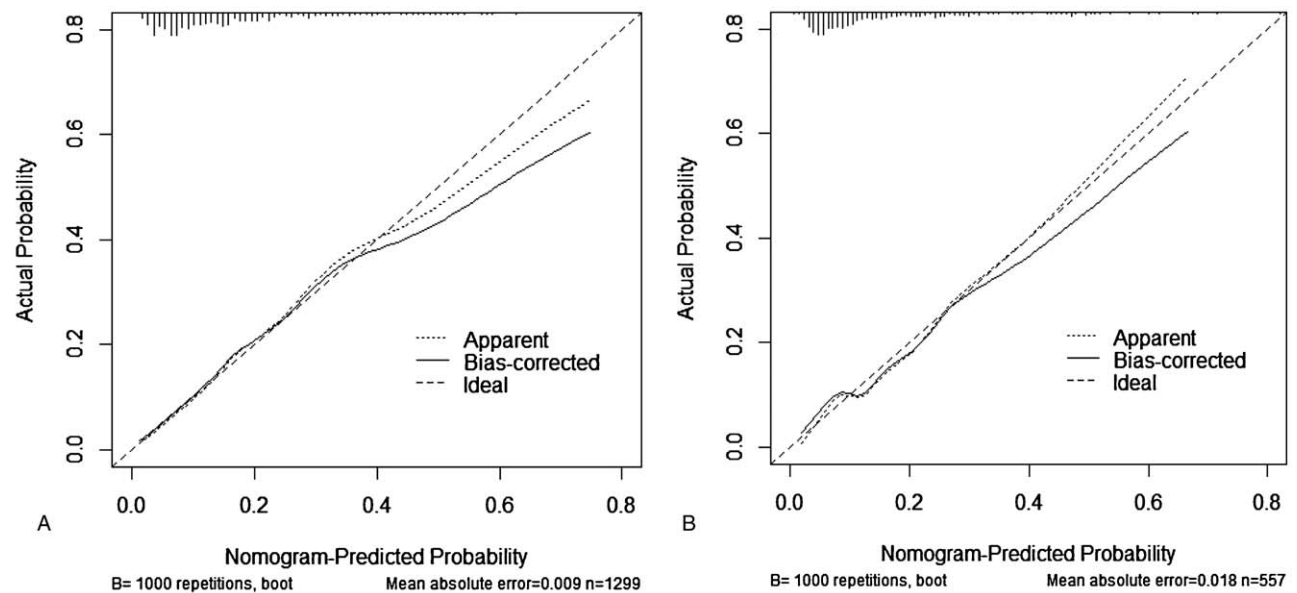 0.8
0.6
0.4
0.2
0.0
Actual Probability
Apparent
Bias-corrected
Ideal
0.0 0.2 0.4 0.6 0.8
A
Nomogram-Predicted Probability
B= 1000 repetitions, boot Mean absolute error=0.009 n=1299
0.8
0.6
0.4
0.2
0.0
Actual Probability
Apparent
Bias-corrected
Ideal
0.0 0.2 0.4 0.6 0.8
B
Nomogram-Predicted Probability
B= 1000 repetitions, boot Mean absolute error=0.018 n=557